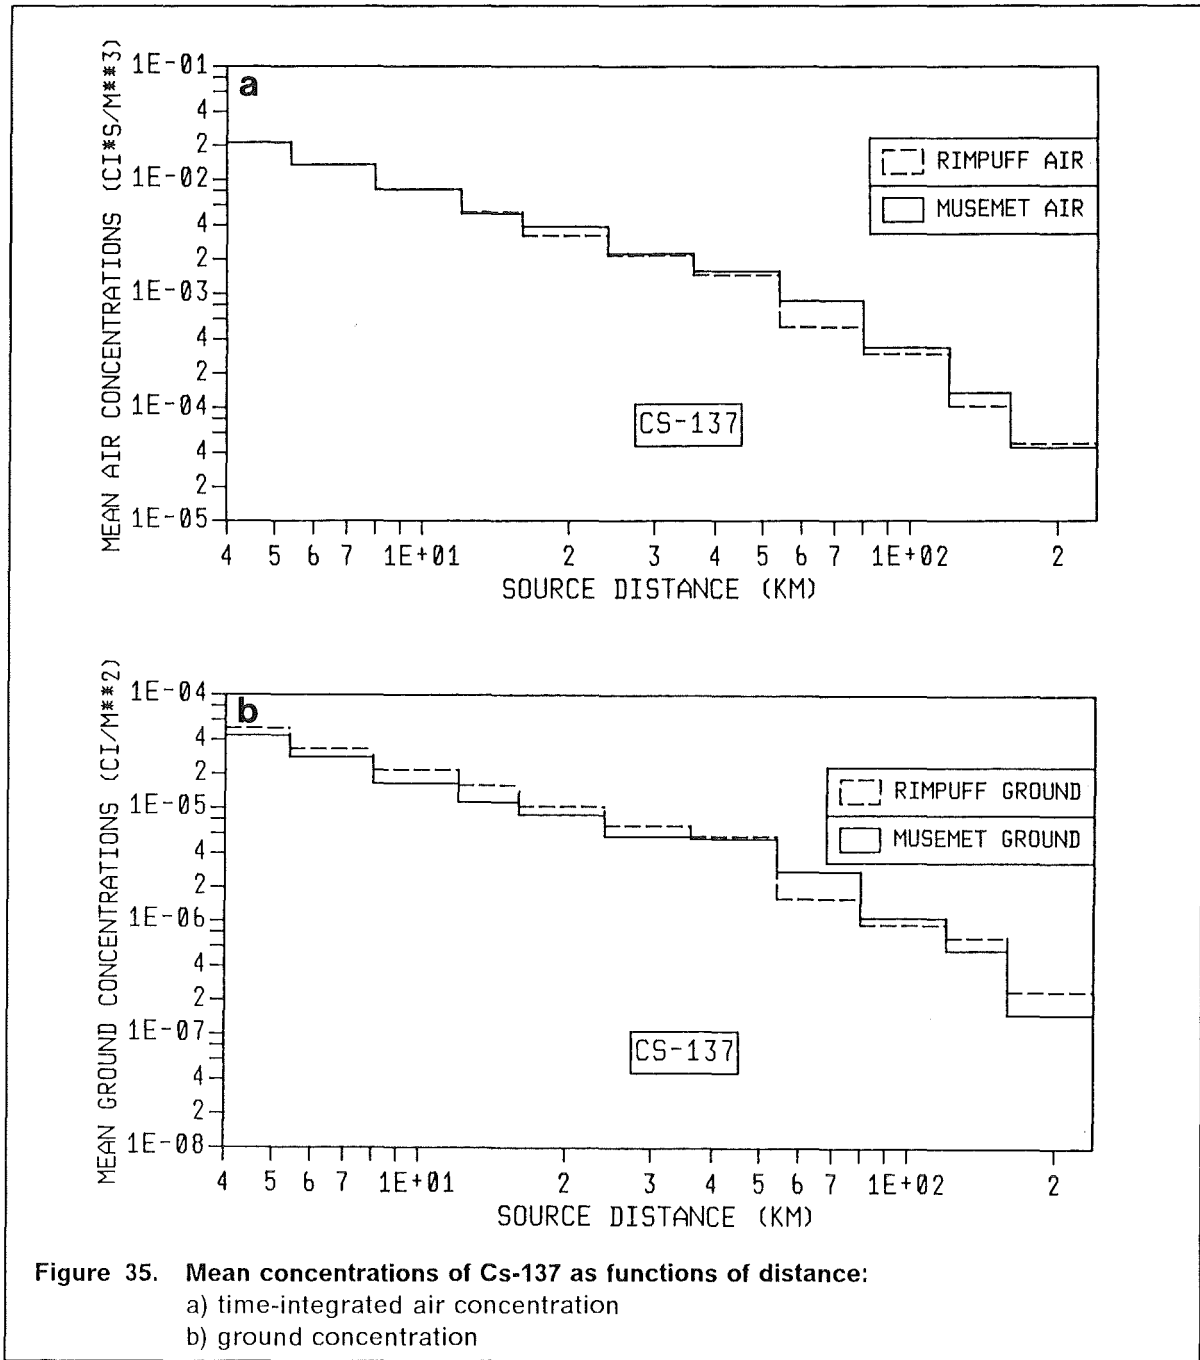 a
MEAN AIR CONCENTRATIONS (CI*S/M**3)
1E-01
4
2
1E-02
4
2
1E-03
4
2
1E-04
4
2
1E-05
RIMPUFF AIR
MUSEMET AIR
CS-137
4 5 6 7 1E+01 2 3 4 5 6 7 1E+02 2
SOURCE DISTANCE (KM)
b
MEAN GROUND CONCENTRATIONS (CI/M**2)
1E-04
4
2
1E-05
4
2
1E-06
4
2
1E-07
4
2
1E-08
RIMPUFF GROUND
MUSEMET GROUND
CS-137
4 5 6 7 1E+01 2 3 4 5 6 7 1E+02 2
SOURCE DISTANCE (KM)
Figure 35. Mean concentrations of Cs-137 as functions of distance:
a) time-integrated air concentration
b) ground concentration